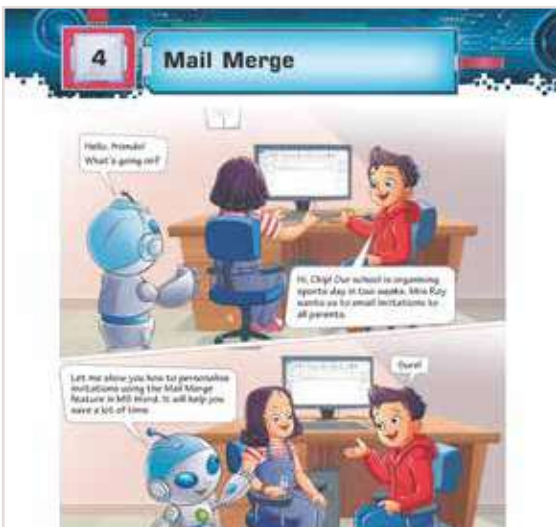 4
Mail Merge
Hello, friends!
What's going on?
Hi, Chip! Our school is organising
sports day in two weeks. Mrs Roy
wants us to email invitations to
all parents.
Let me show you how to personalise
invitations using the Mail Merge
feature in MS Word. It will help you
save a lot of time.
Sure!